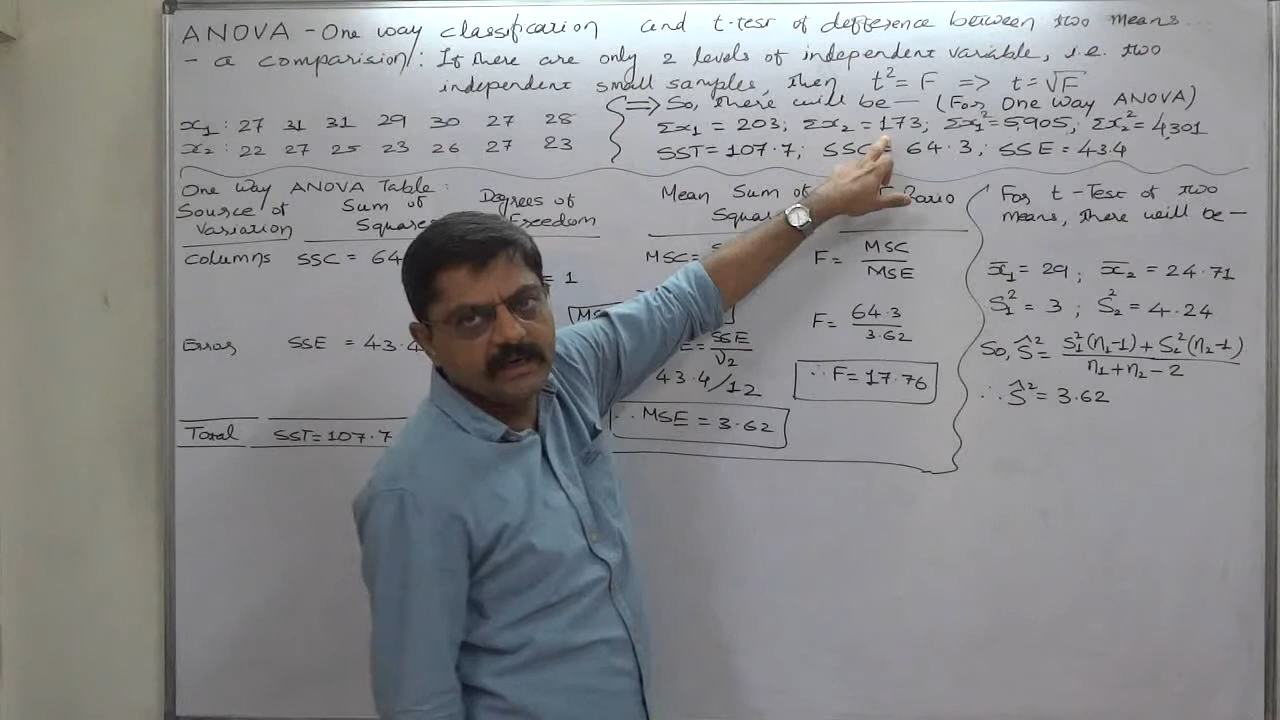 ANOVA - One way classification and t-test of difference between two means...
- a comparision: If there are only 2 levels of independent variable, i.e. two
independent small samples, then t² = F => t = √F
=> So, there will be — (For One Way ANOVA)
x₁ : 27 31 31 29 30 27 28
x₂ : 22 27 25 23 26 27 23
Σx₁ = 203; Σx₂ = 173; Σx₁² = 5,905; Σx₂² = 4,301
SST = 107.7; SSC = 64.3; SSE = 43.4
One Way ANOVA Table:
Source of Variation
Sum of Square
Degrees of Freedom
Mean Sum of Squar
Ratio
Columns SSC = 64
= 1
MSC =
F = MSC / MSE
Error SSE = 43.4
= SSE / ν₂
43.4/12
∴ MSE = 3.62
F = 64.3 / 3.62
∴ F = 17.76
Total SST = 107.7
For t-Test of two
means, there will be —
x̄₁ = 29 ; x̄₂ = 24.71
S₁² = 3 ; S₂² = 4.24
So, Ŝ² = S₁²(n₁-1) + S₂²(n₂-1) / n₁+n₂-2
∴ Ŝ² = 3.62